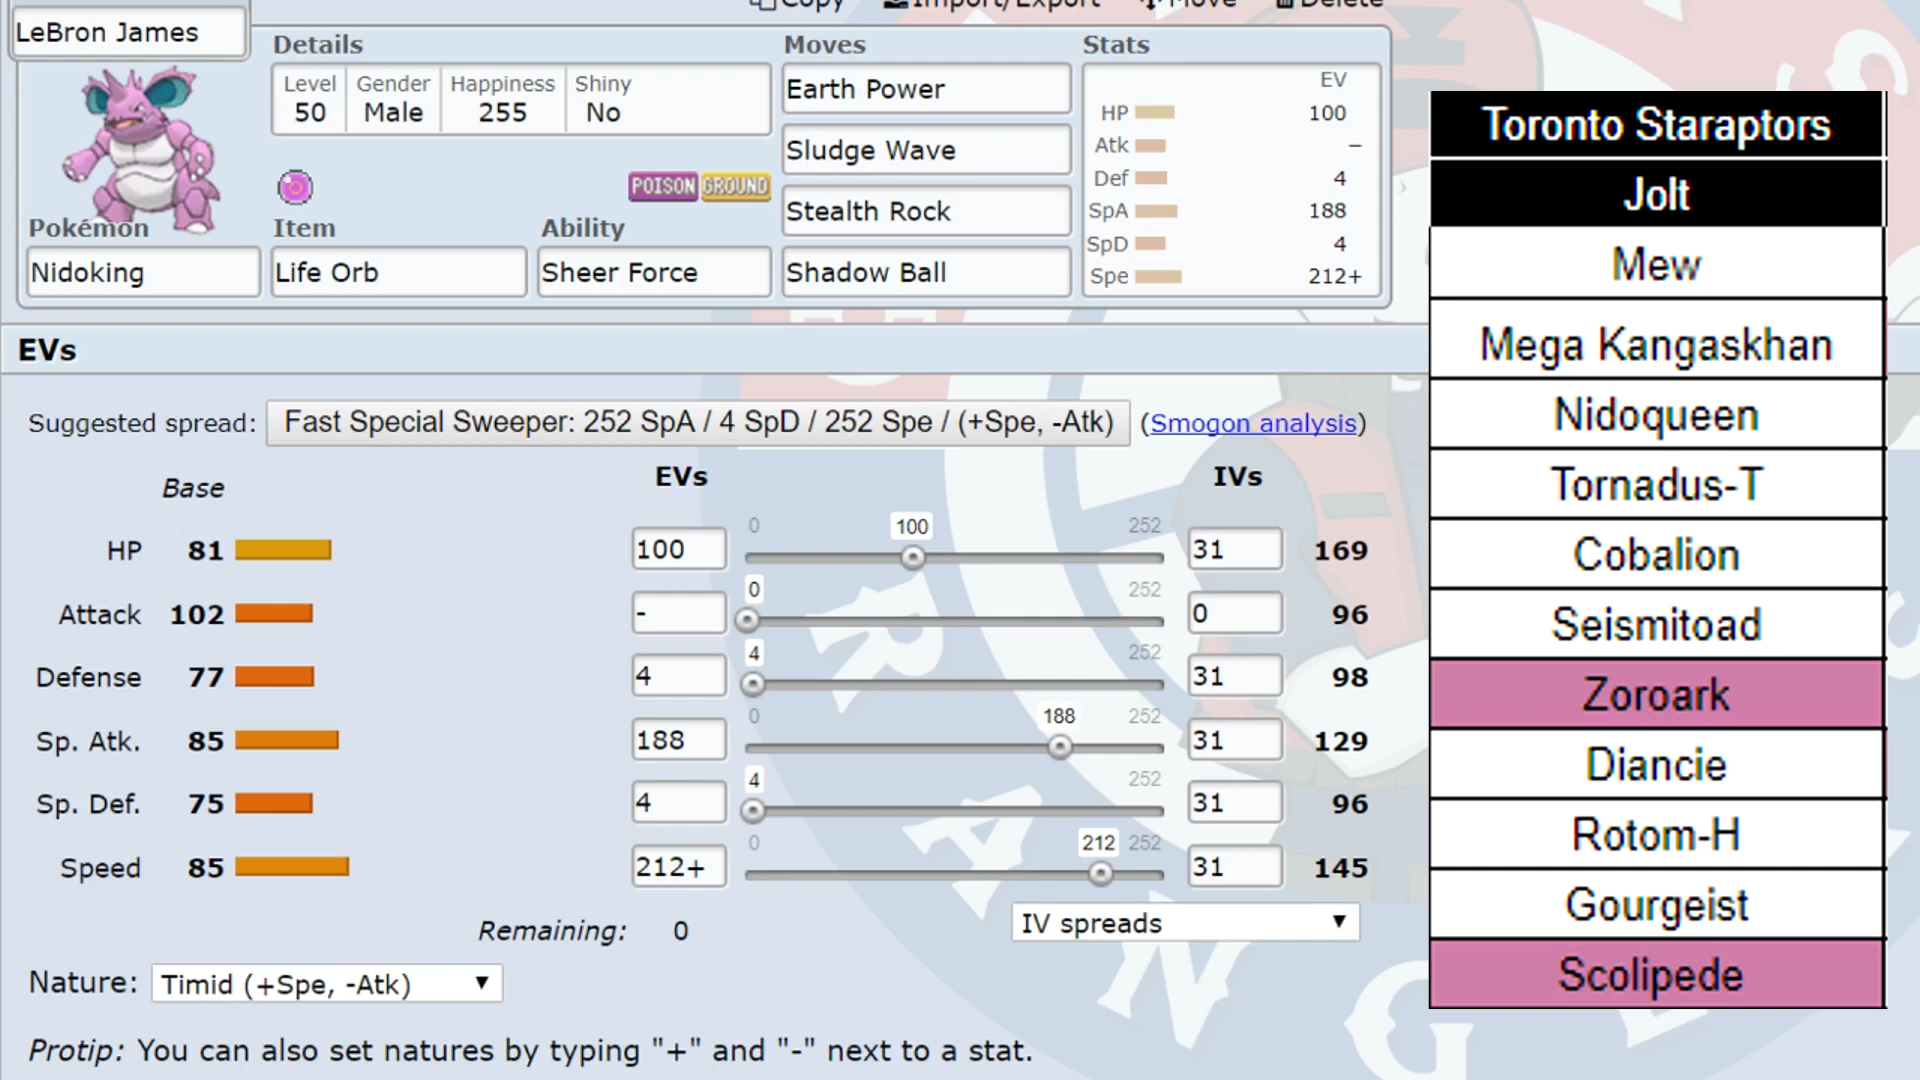 Copy Import/Export Move Delete
LeBron James
Details
Moves
Stats
Level
Gender
Happiness
Shiny
50
Male
255
No
POISON GROUND
Pokémon
Item
Ability
Nidoking
Life Orb
Sheer Force
Earth Power
Sludge Wave
Stealth Rock
Shadow Ball
EV
HP 100
Atk –
Def 4
SpA 188
SpD 4
Spe 212+
EVs
Suggested spread: Fast Special Sweeper: 252 SpA / 4 SpD / 252 Spe / (+Spe, -Atk) (Smogon analysis)
Base EVs IVs
0 100 252
HP 81 100 31 169
0 252
Attack 102 - 0 96
4 252
Defense 77 4 31 98
0 188 252
Sp. Atk. 85 188 31 129
4 252
Sp. Def. 75 4 31 96
0 212 252
Speed 85 212+ 31 145
Remaining: 0 IV spreads
Nature: Timid (+Spe, -Atk)
Protip: You can also set natures by typing "+" and "-" next to a stat.
Toronto Staraptors
Jolt
Mew
Mega Kangaskhan
Nidoqueen
Tornadus-T
Cobalion
Seismitoad
Zoroark
Diancie
Rotom-H
Gourgeist
Scolipede